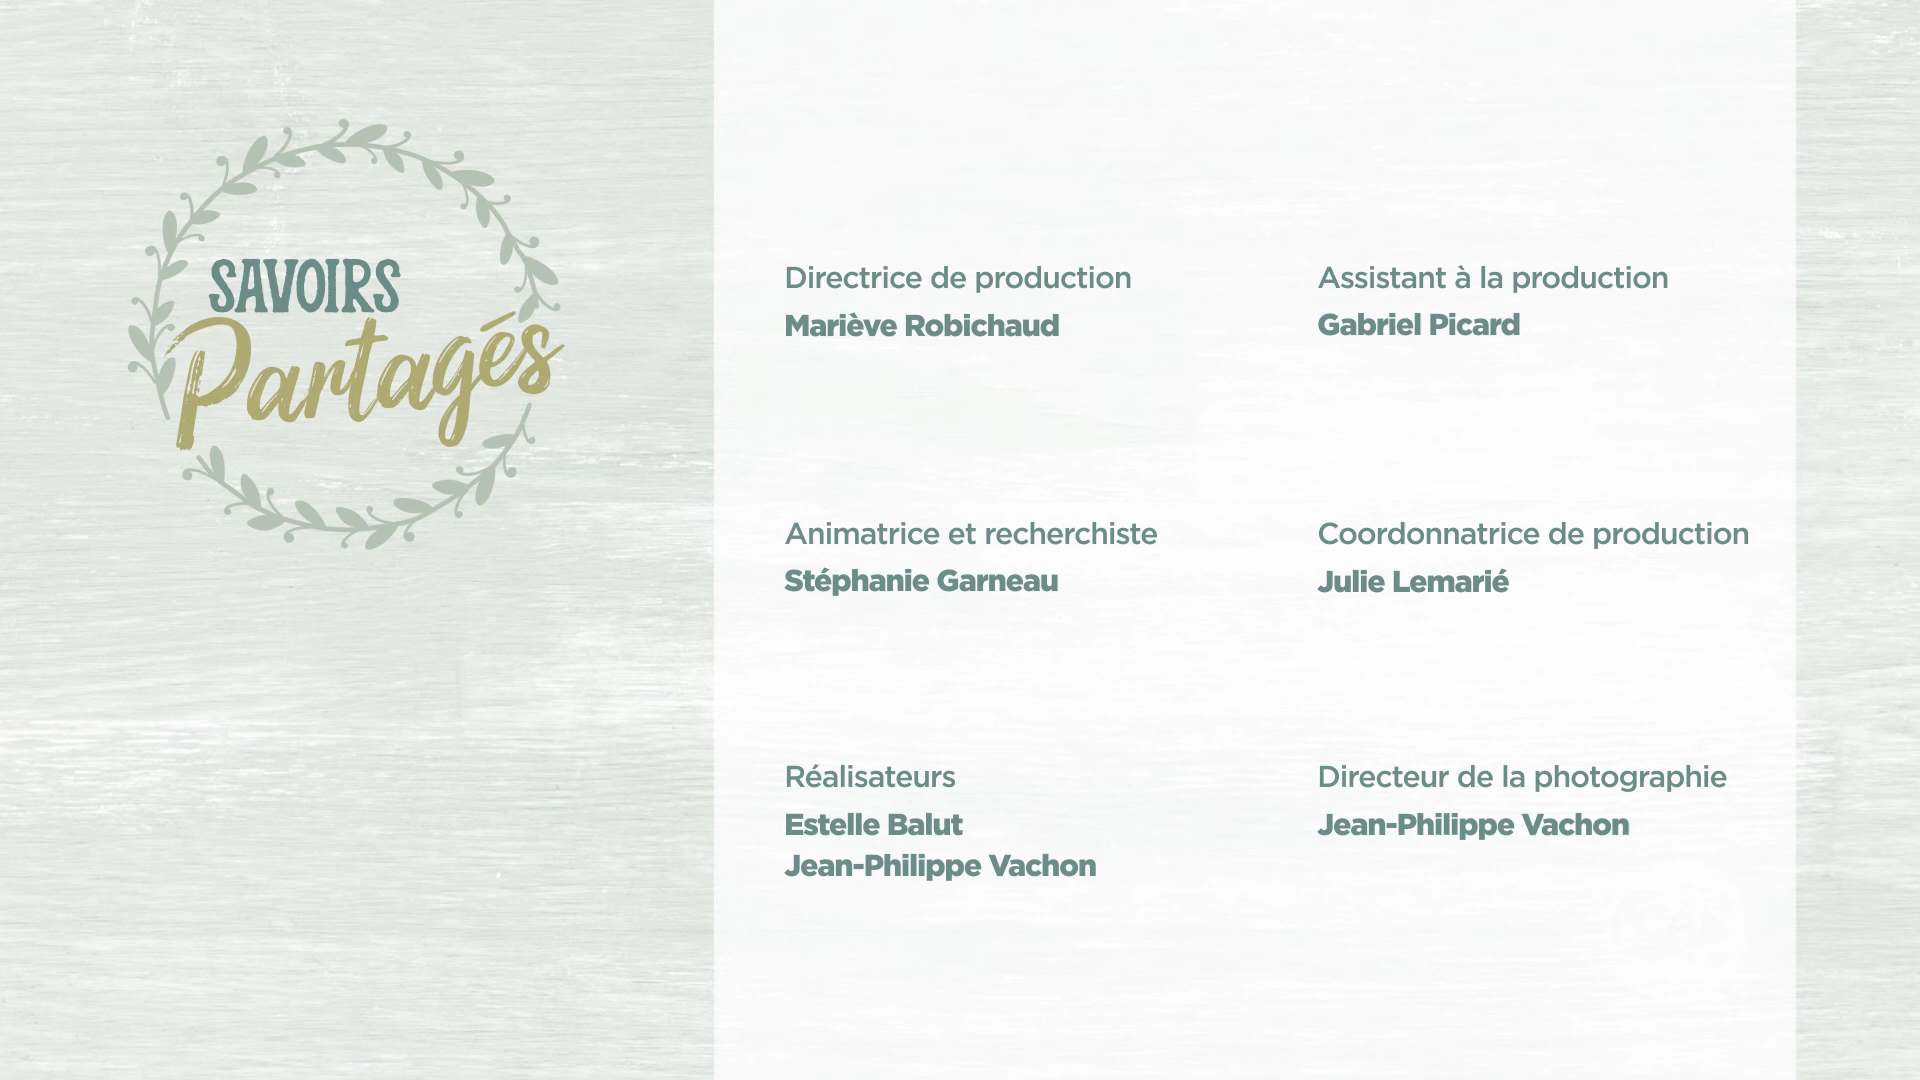 SAVOIRS
Partagés
Directrice de production
Mariève Robichaud
Assistant à la production
Gabriel Picard
Animatrice et recherchiste
Stéphanie Garneau
Coordonnatrice de production
Julie Lemarié
Réalisateurs
Estelle Balut
Jean-Philippe Vachon
Directeur de la photographie
Jean-Philippe Vachon